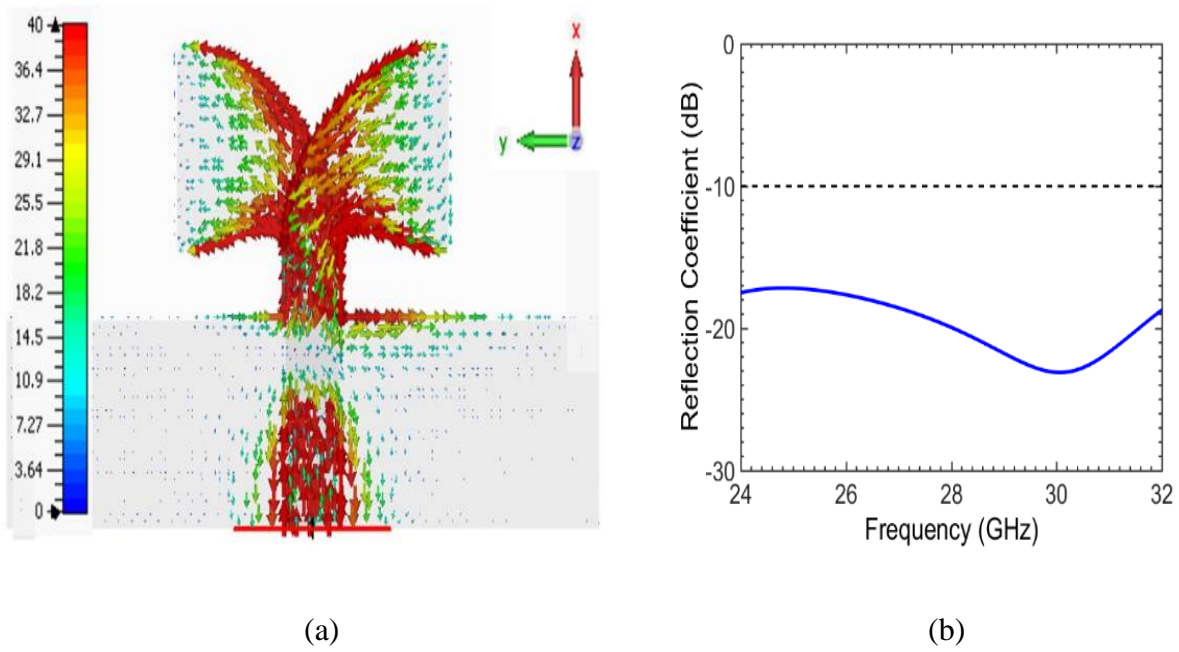 40
36.4
32.7
29.1
25.5
21.8
18.2
14.5
10.9
7.27
3.64
0
x
y
z
Reflection Coefficient (dB)
0
-10
-20
-30
24 26 28 30 32
Frequency (GHz)
(a) (b)